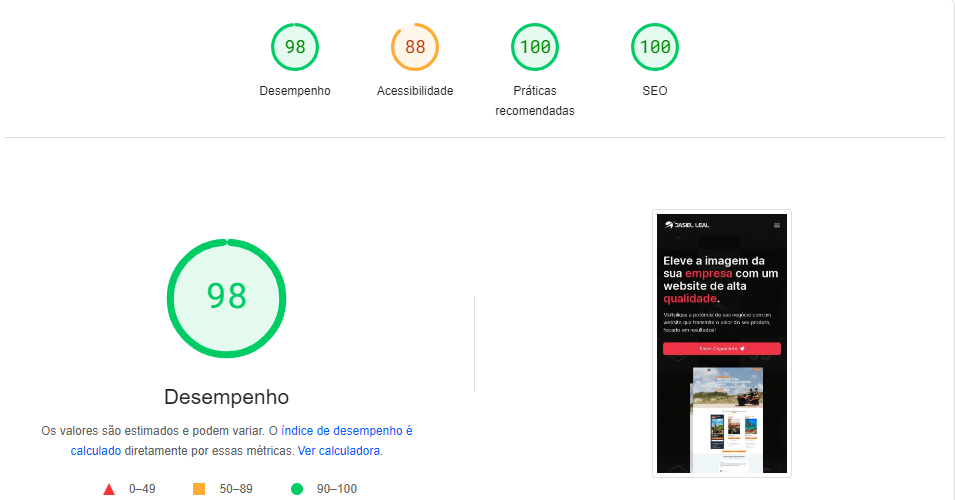 98
88
100
100
Desempenho
Acessibilidade
Práticas
recomendadas
SEO
98
Desempenho
Os valores são estimados e podem variar. O índice de desempenho é
calculado diretamente por essas métricas. Ver calculadora.
0–49
50–89
90–100
JASIEL LEAL
Eleve a imagem da
sua empresa com um
website de alta
qualidade.
Multiplique a potência do seu negócio com um
website que transmite o valor do seu produto,
focado em resultados!
Fazer Orçamento